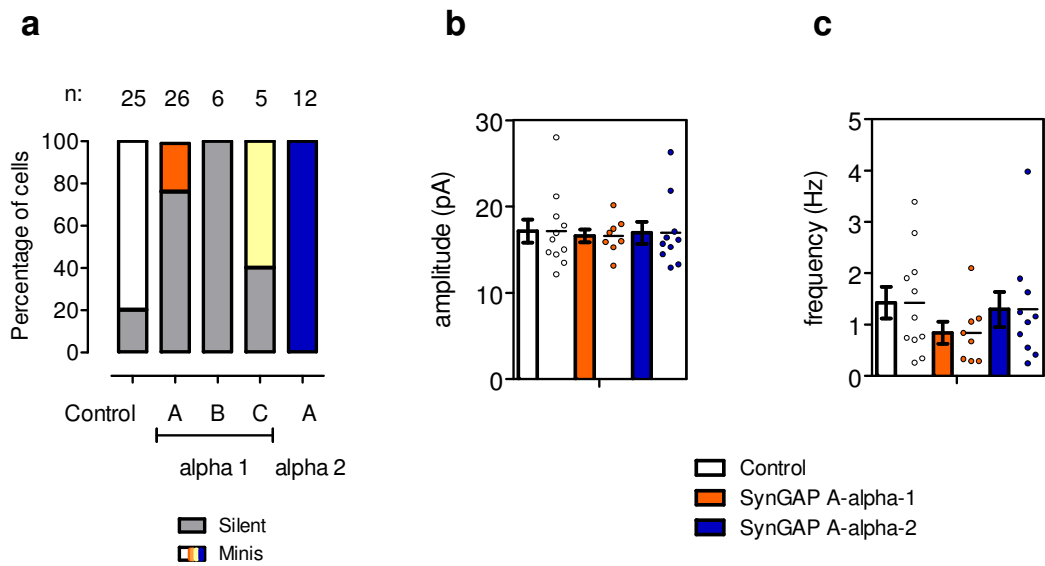 a
n: 25 26 6 5 12
Percentage of cells
100
80
60
40
20
0
Control A B C A
alpha 1 alpha 2
Silent
Minis
b
amplitude (pA)
30
20
10
0
c
frequency (Hz)
5
4
3
2
1
0
Control
SynGAP A-alpha-1
SynGAP A-alpha-2